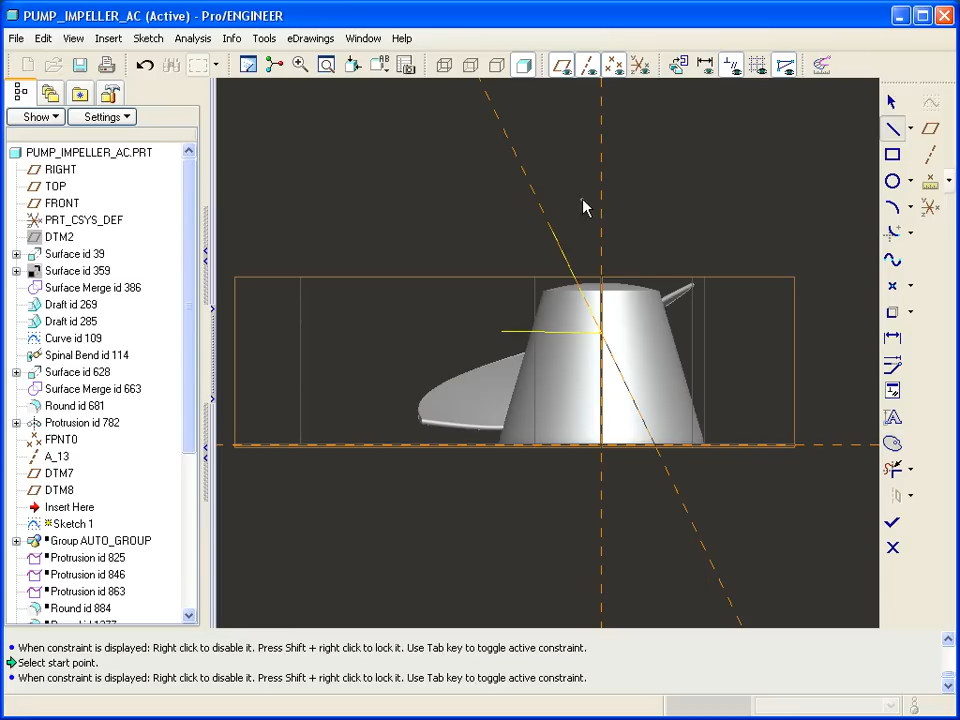 PUMP_IMPELLER_AC (Active) - Pro/ENGINEER
File Edit View Insert Sketch Analysis Info Tools eDrawings Window Help
Show Settings
PUMP_IMPELLER_AC.PRT
RIGHT
TOP
FRONT
PRT_CSYS_DEF
DTM2
Surface id 39
Surface id 359
Surface Merge id 386
Draft id 269
Draft id 285
Curve id 109
Spinal Bend id 114
Surface id 628
Surface Merge id 663
Round id 681
Protrusion id 782
FPNT0
A_13
DTM7
DTM8
Insert Here
Sketch 1
Group AUTO_GROUP
Protrusion id 825
Protrusion id 846
Protrusion id 863
Round id 884
When constraint is displayed: Right click to disable it. Press Shift + right click to lock it. Use Tab key to toggle active constraint.
Select start point.
When constraint is displayed: Right click to disable it. Press Shift + right click to lock it. Use Tab key to toggle active constraint.